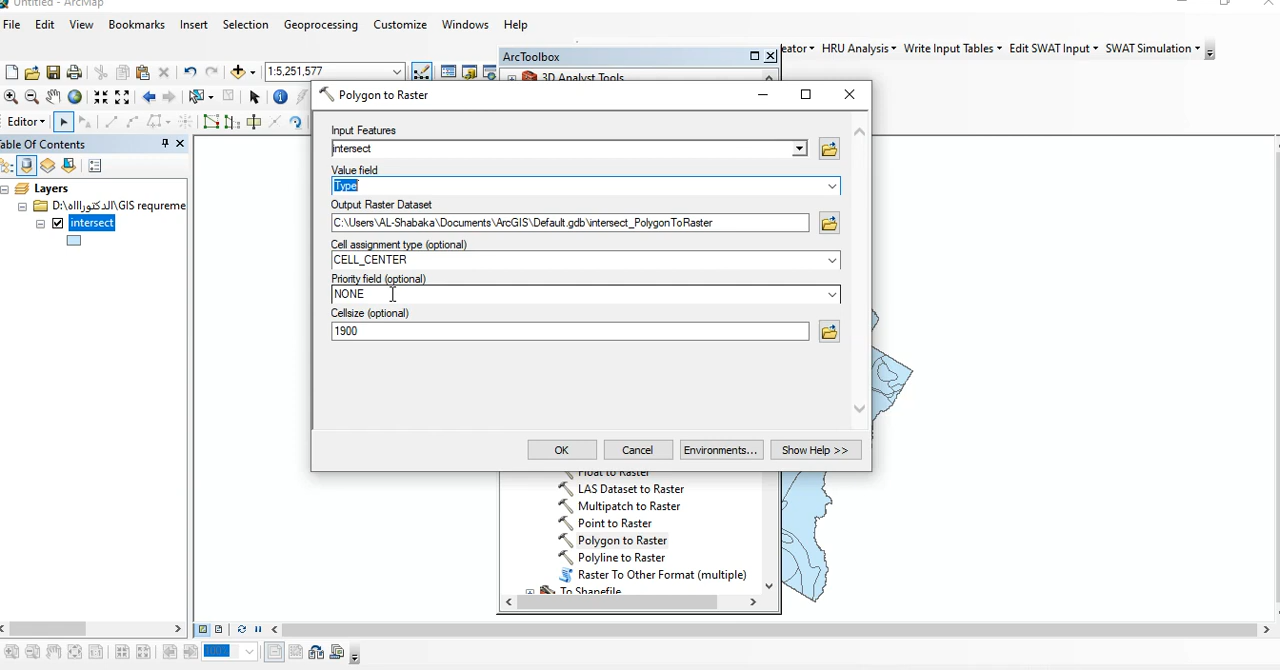 Untitled - ArcMap
File Edit View Bookmarks Insert Selection Geoprocessing Customize Windows Help
ArcToolbox
eator HRU Analysis Write Input Tables Edit SWAT Input SWAT Simulation
1:5,251,577
3D Analyst Tools
Polygon to Raster
Editor
able Of Contents
Layers
D:\الدكتوراااه\GIS requreme
intersect
Input Features
intersect
Value field
Type
Output Raster Dataset
C:\Users\AL-Shabaka\Documents\ArcGIS\Default.gdb\intersect_PolygonToRaster
Cell assignment type (optional)
CELL_CENTER
Priority field (optional)
NONE
Cellsize (optional)
1900
OK Cancel Environments... Show Help >>
Float to Raster
LAS Dataset to Raster
Multipatch to Raster
Point to Raster
Polygon to Raster
Polyline to Raster
Raster To Other Format (multiple)
To Shapefile